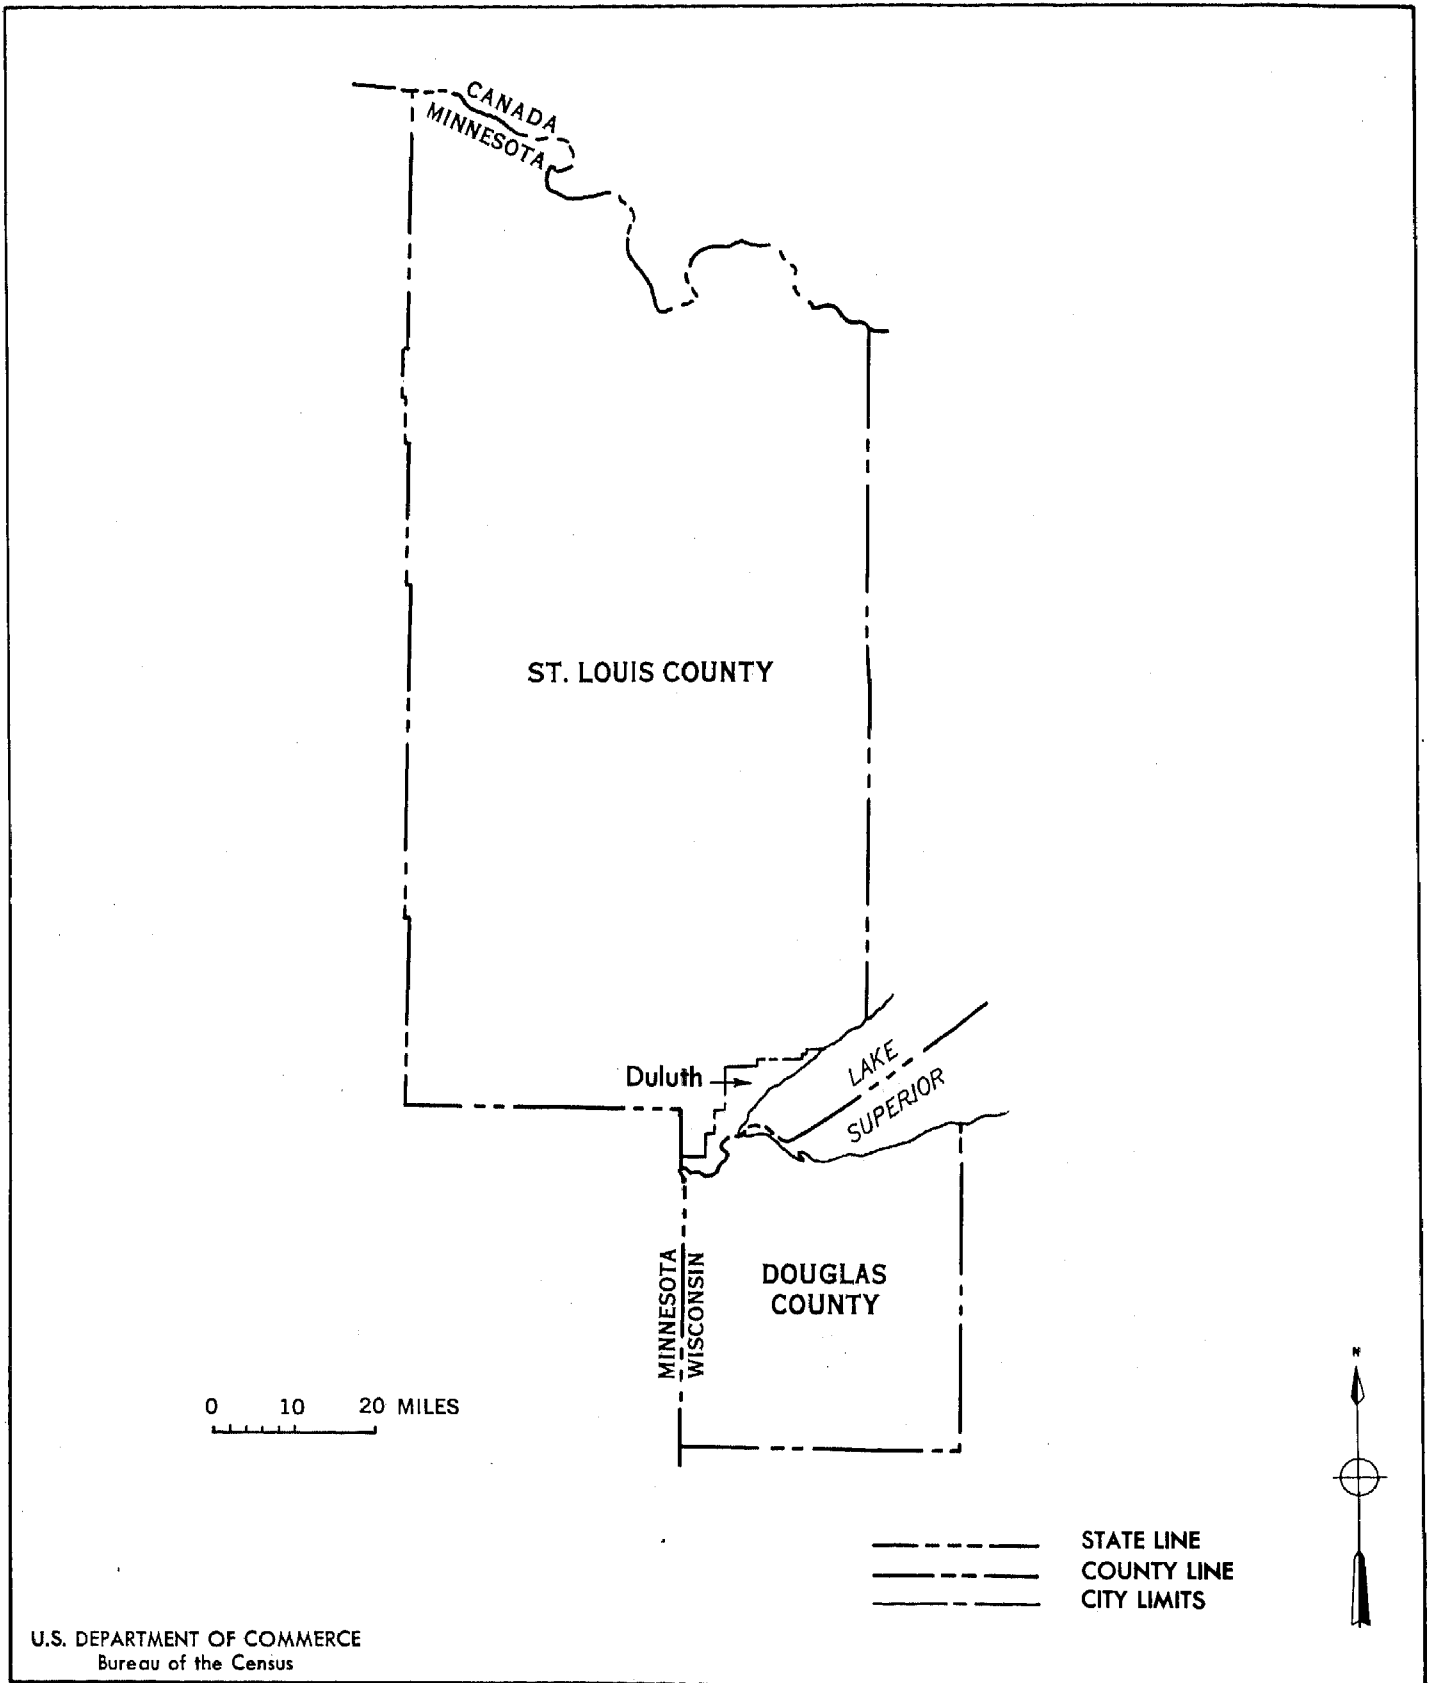 CANADA
MINNESOTA
ST. LOUIS COUNTY
Duluth
LAKE
SUPERIOR
MINNESOTA
WISCONSIN
DOUGLAS
COUNTY
0 10 20 MILES
N
STATE LINE
COUNTY LINE
CITY LIMITS
U.S. DEPARTMENT OF COMMERCE
Bureau of the Census